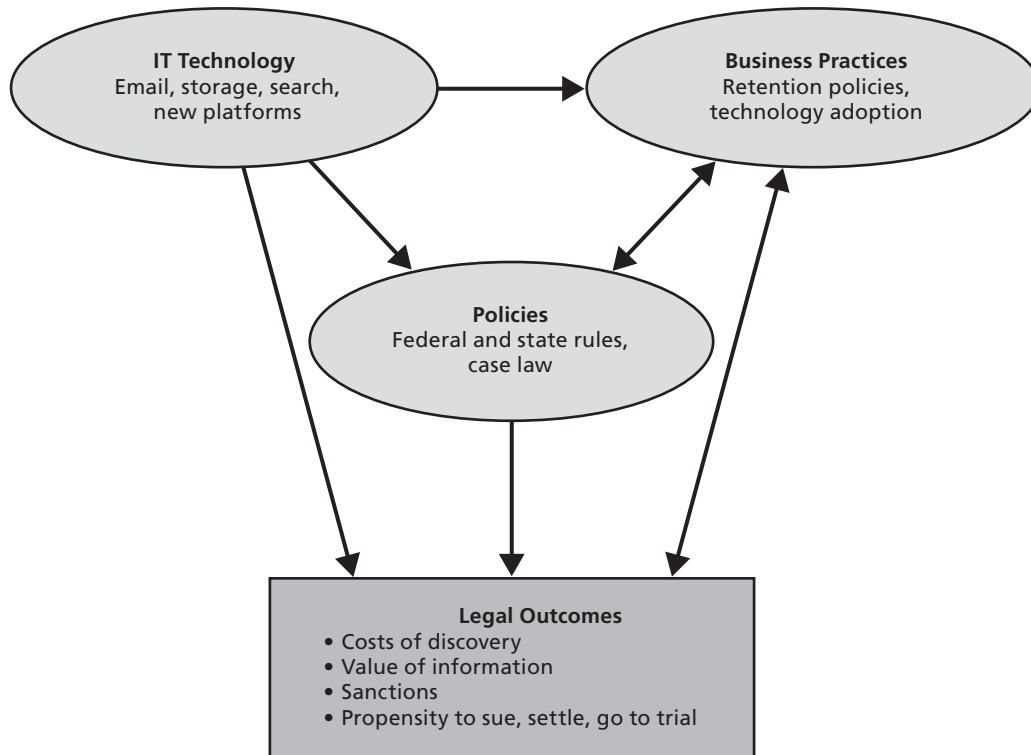 IT Technology
Email, storage, search,
new platforms
Business Practices
Retention policies,
technology adoption
Policies
Federal and state rules,
case law
Legal Outcomes
• Costs of discovery
• Value of information
• Sanctions
• Propensity to sue, settle, go to trial